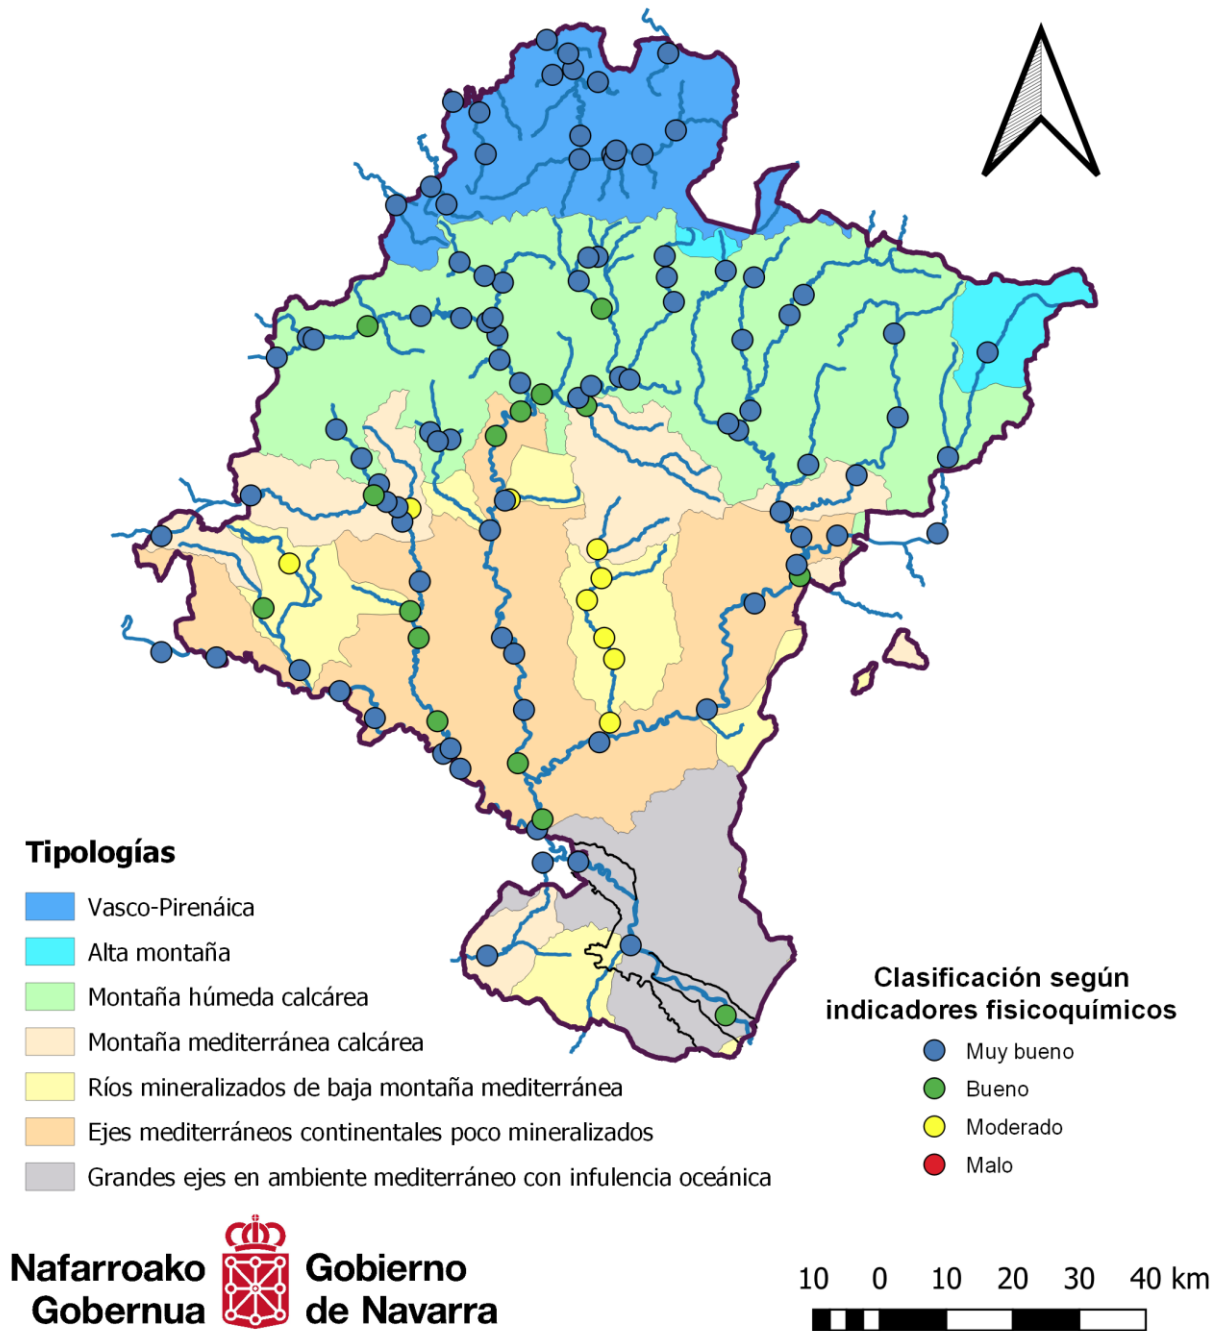 Tipologías
Vasco-Pirenáica
Alta montaña
Montaña húmeda calcárea
Montaña mediterránea calcárea
Ríos mineralizados de baja montaña mediterránea
Ejes mediterráneos continentales poco mineralizados
Grandes ejes en ambiente mediterráneo con infulencia oceánica
Clasificación según
indicadores fisicoquímicos
Muy bueno
Bueno
Moderado
Malo
Nafarroako
Gobernua
Gobierno
de Navarra
10 0 10 20 30 40 km